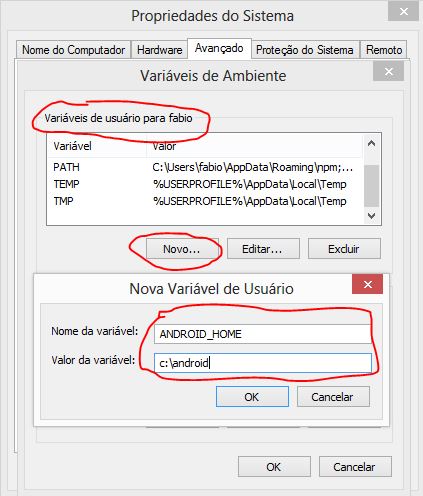 Propriedades do Sistema
Nome do Computador Hardware Avançado Proteção do Sistema Remoto
Variáveis de Ambiente
Variáveis de usuário para fabio
Variável Valor
PATH C:\Users\fabio\AppData\Roaming\npm;...
TEMP %USERPROFILE%\AppData\Local\Temp
TMP %USERPROFILE%\AppData\Local\Temp
Novo... Editar... Excluir
Nova Variável de Usuário
Nome da variável: ANDROID_HOME
Valor da variável: c:\android
OK Cancelar
OK Cancelar